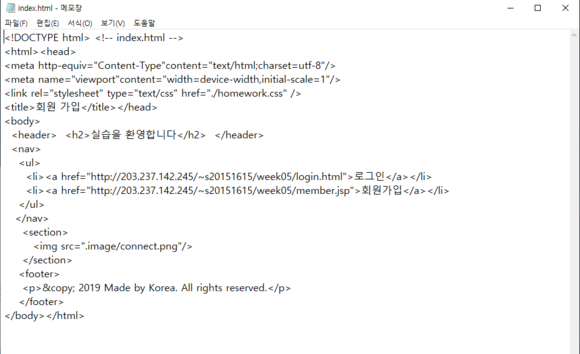 index.html - 메모장
파일(F) 편집(E) 서식(O) 보기(V) 도움말
<!DOCTYPE html> <!-- index.html -->
<html><head>
<meta http-equiv="Content-Type"content="text/html;charset=utf-8"/>
<meta name="viewport"content="width=device-width,initial-scale=1"/>
<link rel="stylesheet" type="text/css" href="./homework.css" />
<title>회원 가입</title></head>
<body>
<header> <h2>실습을 환영합니다</h2> </header>
<nav>
<ul>
<li><a href="http://203.237.142.245/~s20151615/week05/login.html">로그인</a></li>
<li><a href="http://203.237.142.245/~s20151615/week05/member.jsp">회원가입</a></li>
</ul>
</nav>
<section>
<img src=".image/connect.png"/>
</section>
<footer>
<p>&copy; 2019 Made by Korea. All rights reserved.</p>
</footer>
</body></html>